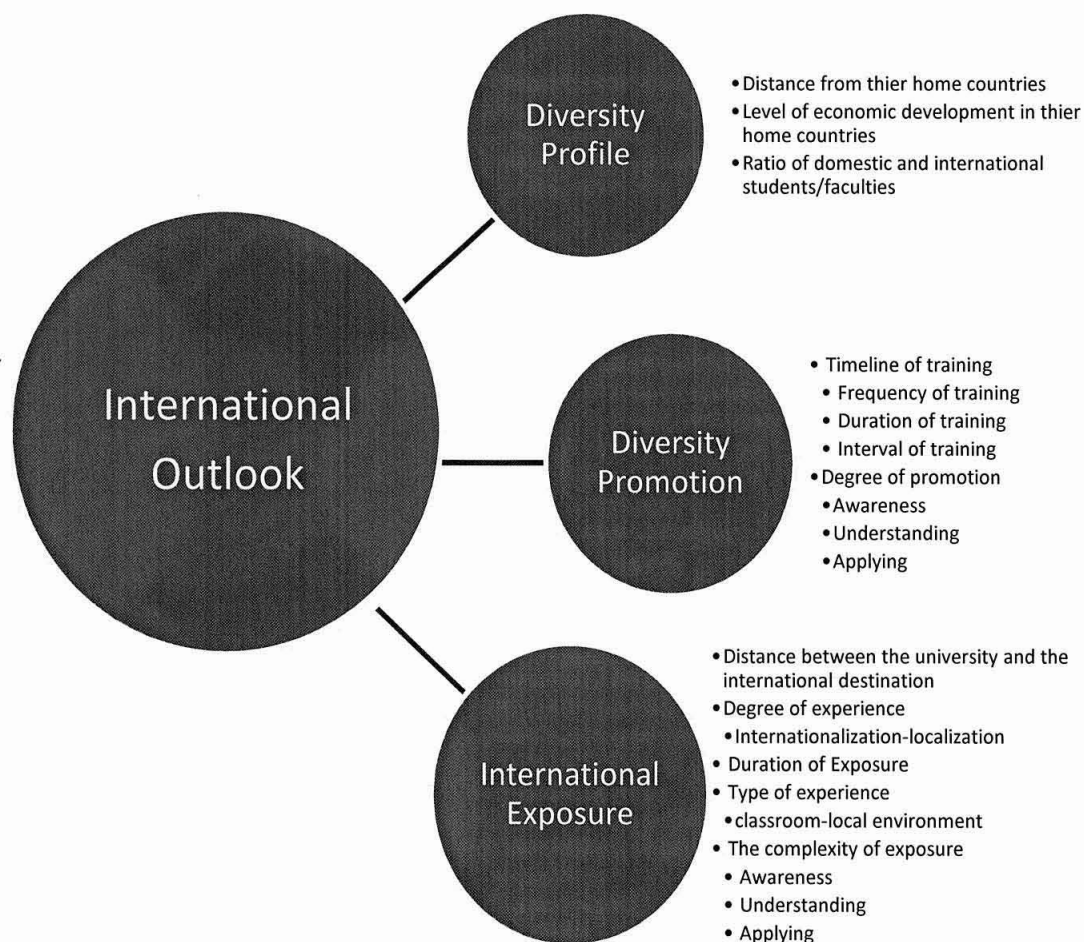 International
Outlook
Diversity
Profile
•Distance from thier home countries
•Level of economic development in thier
home countries
•Ratio of domestic and international
students/faculties
Diversity
Promotion
• Timeline of training
• Frequency of training
• Duration of training
• Interval of training
•Degree of promotion
•Awareness
•Understanding
•Applying
International
Exposure
•Distance between the university and the
international destination
•Degree of experience
•Internationalization-localization
• Duration of Exposure
• Type of experience
•classroom-local environment
• The complexity of exposure
• Awareness
• Understanding
• Applying